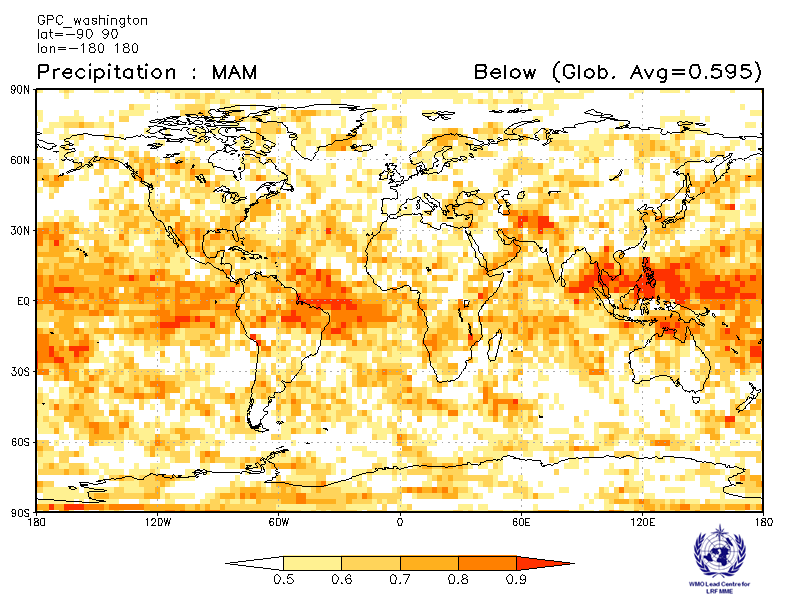 GPC_washington
lat=−90 90
lon=−180 180
Precipitation : MAM
Below (Glob. Avg=0.595)
90N
60N
30N
EQ
30S
60S
90S
180 120W 60W 0 60E 120E 180
0.5 0.6 0.7 0.8 0.9
WMO Lead Centre for
LRF MME